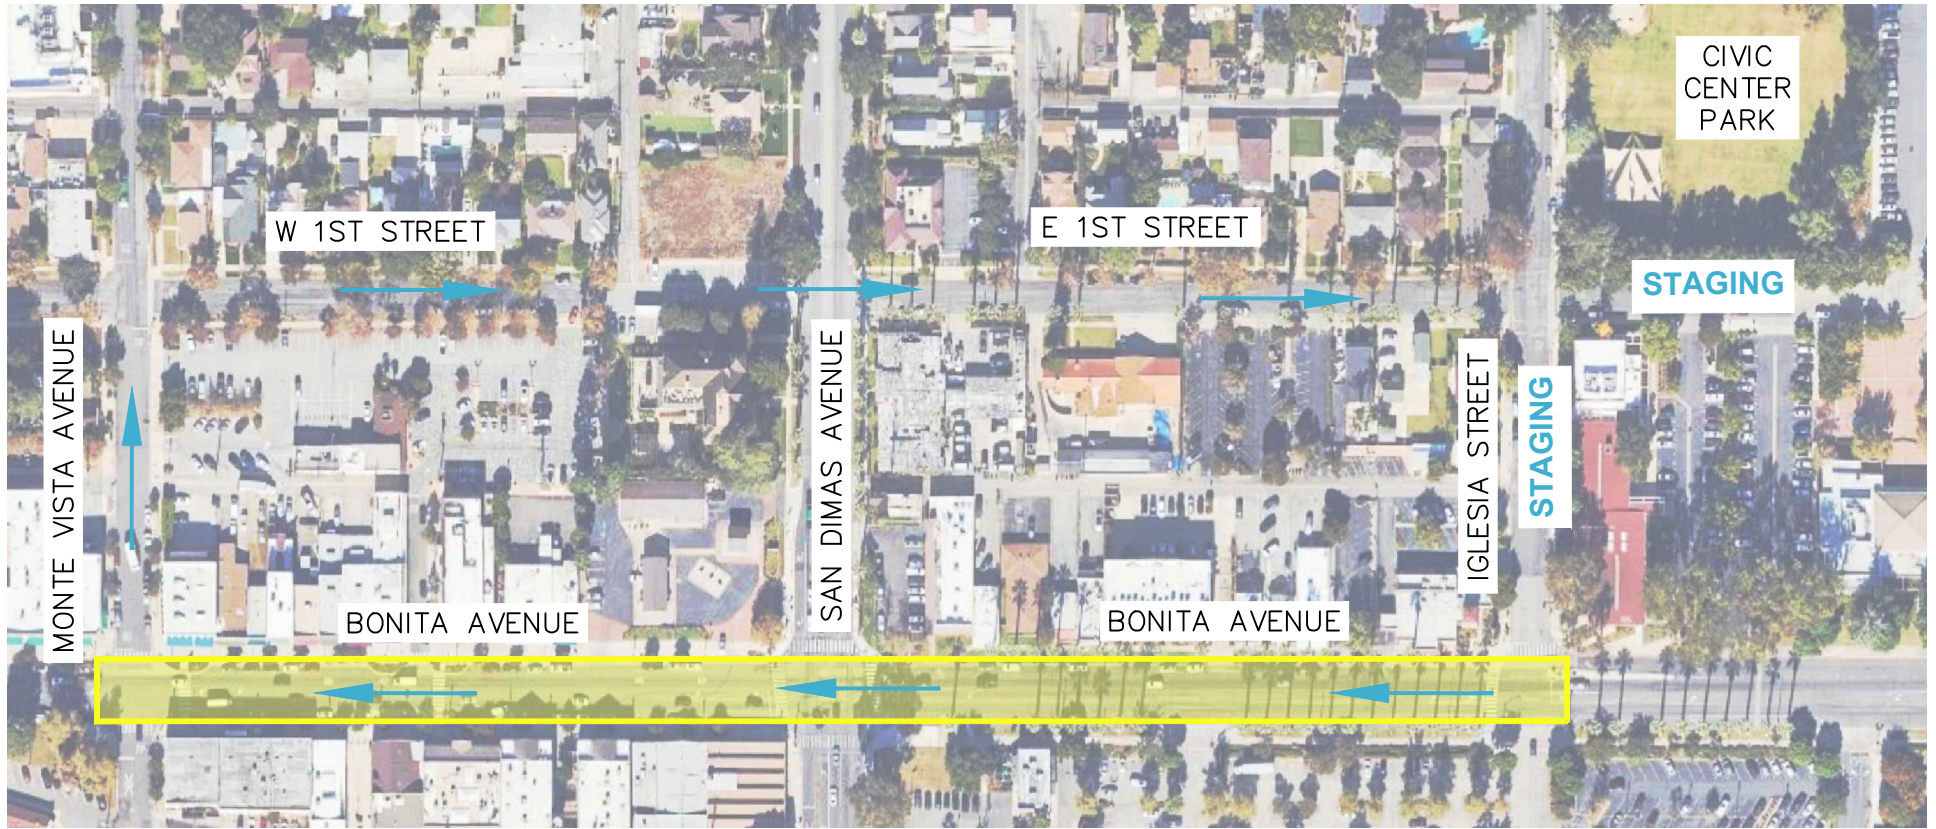 CIVIC
CENTER
PARK
W 1ST STREET
E 1ST STREET
STAGING
MONTE VISTA AVENUE
SAN DIMAS AVENUE
IGLESIA STREET
STAGING
BONITA AVENUE
BONITA AVENUE